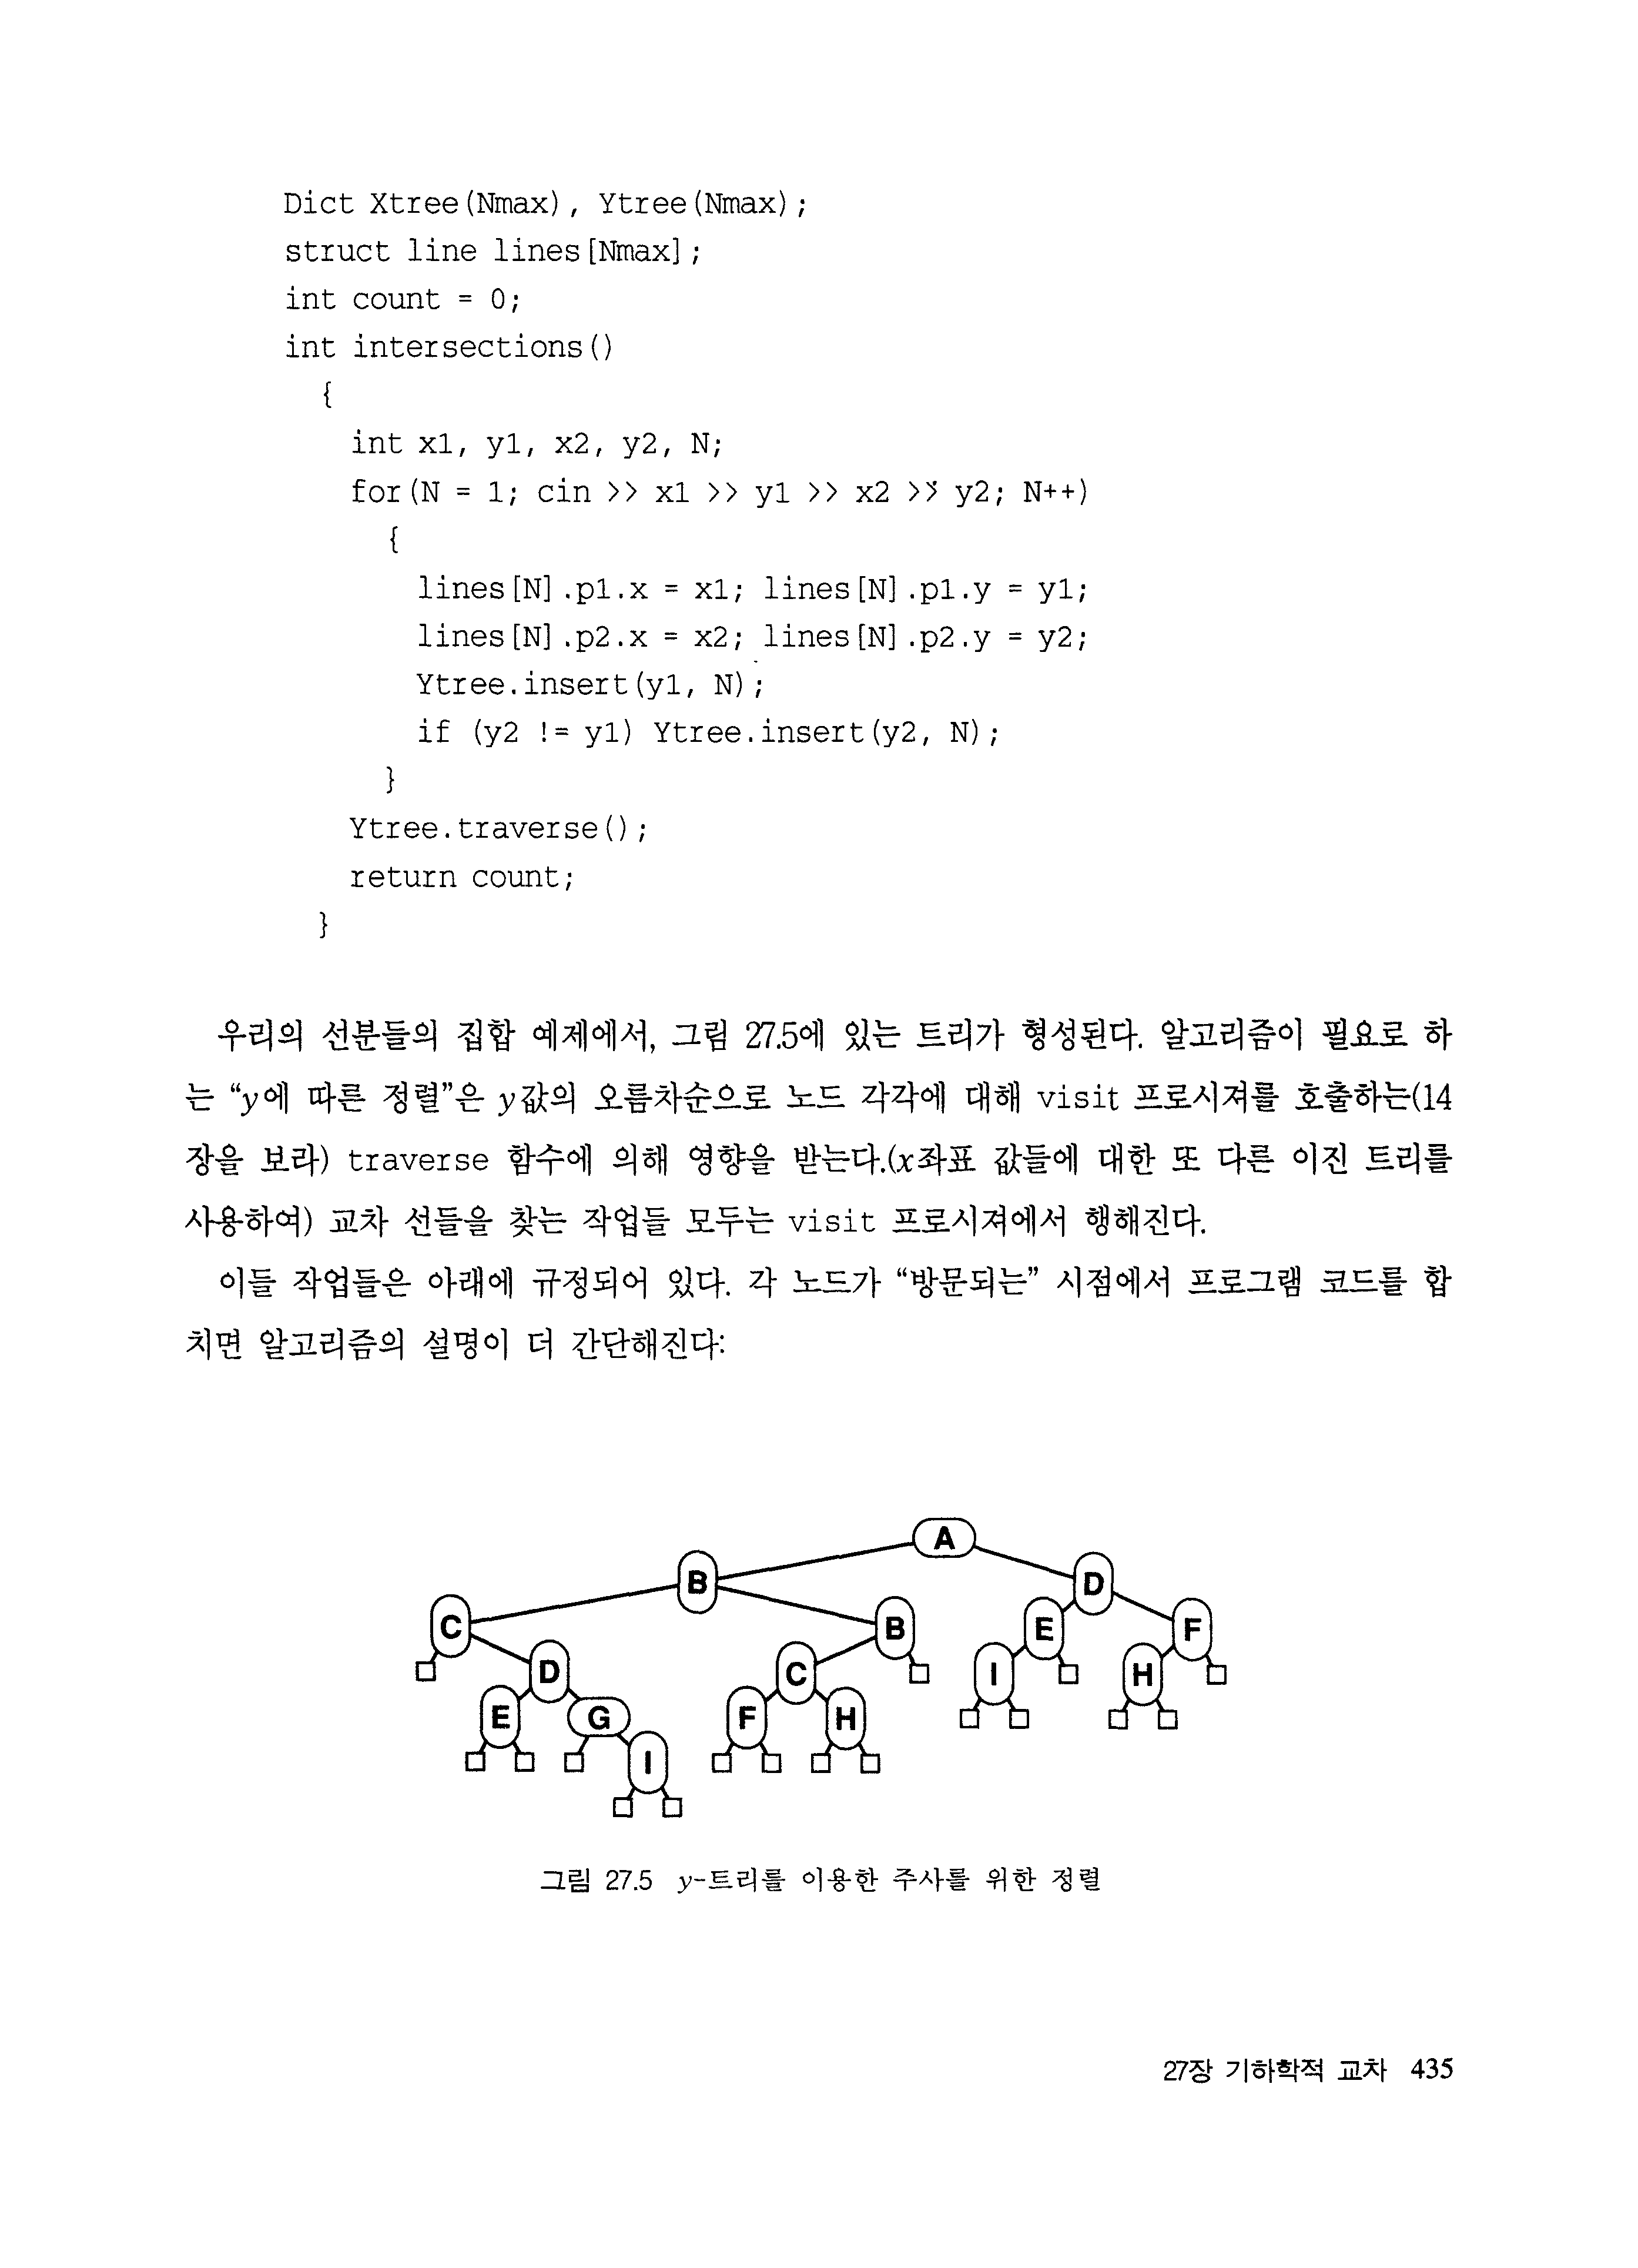 Dict Xtree(Nmax), Ytree(Nmax);
struct line lines[Nmax];
int count = 0;
int intersections()
{
int x1, y1, x2, y2, N;
for(N = 1; cin >> x1 >> y1 >> x2 >> y2; N++)
{
lines[N].p1.x = x1; lines[N].p1.y = y1;
lines[N].p2.x = x2; lines[N].p2.y = y2;
Ytree.insert(y1, N);
if (y2 != y1) Ytree.insert(y2, N);
}
Ytree.traverse();
return count;
}
우리의 선분들의 집합 예제에서, 그림 27.5에 있는 트리가 형성된다. 알고리즘이 필요로 하
는 “y에 따른 정렬”은 y값의 오름차순으로 노드 각각에 대해 visit 프로시져를 호출하는(14
장을 보라) traverse 함수에 의해 영향을 받는다.(x좌표 값들에 대한 또 다른 이진 트리를
사용하여) 교차 선들을 찾는 작업들 모두는 visit 프로시져에서 행해진다.
이들 작업들은 아래에 규정되어 있다. 각 노드가 “방문되는” 시점에서 프로그램 코드를 합
치면 알고리즘의 설명이 더 간단해진다:
A
B D
C B E F
D C I H
E G F H
I
그림 27.5 y-트리를 이용한 주사를 위한 정렬
27장 기하학적 교차 435